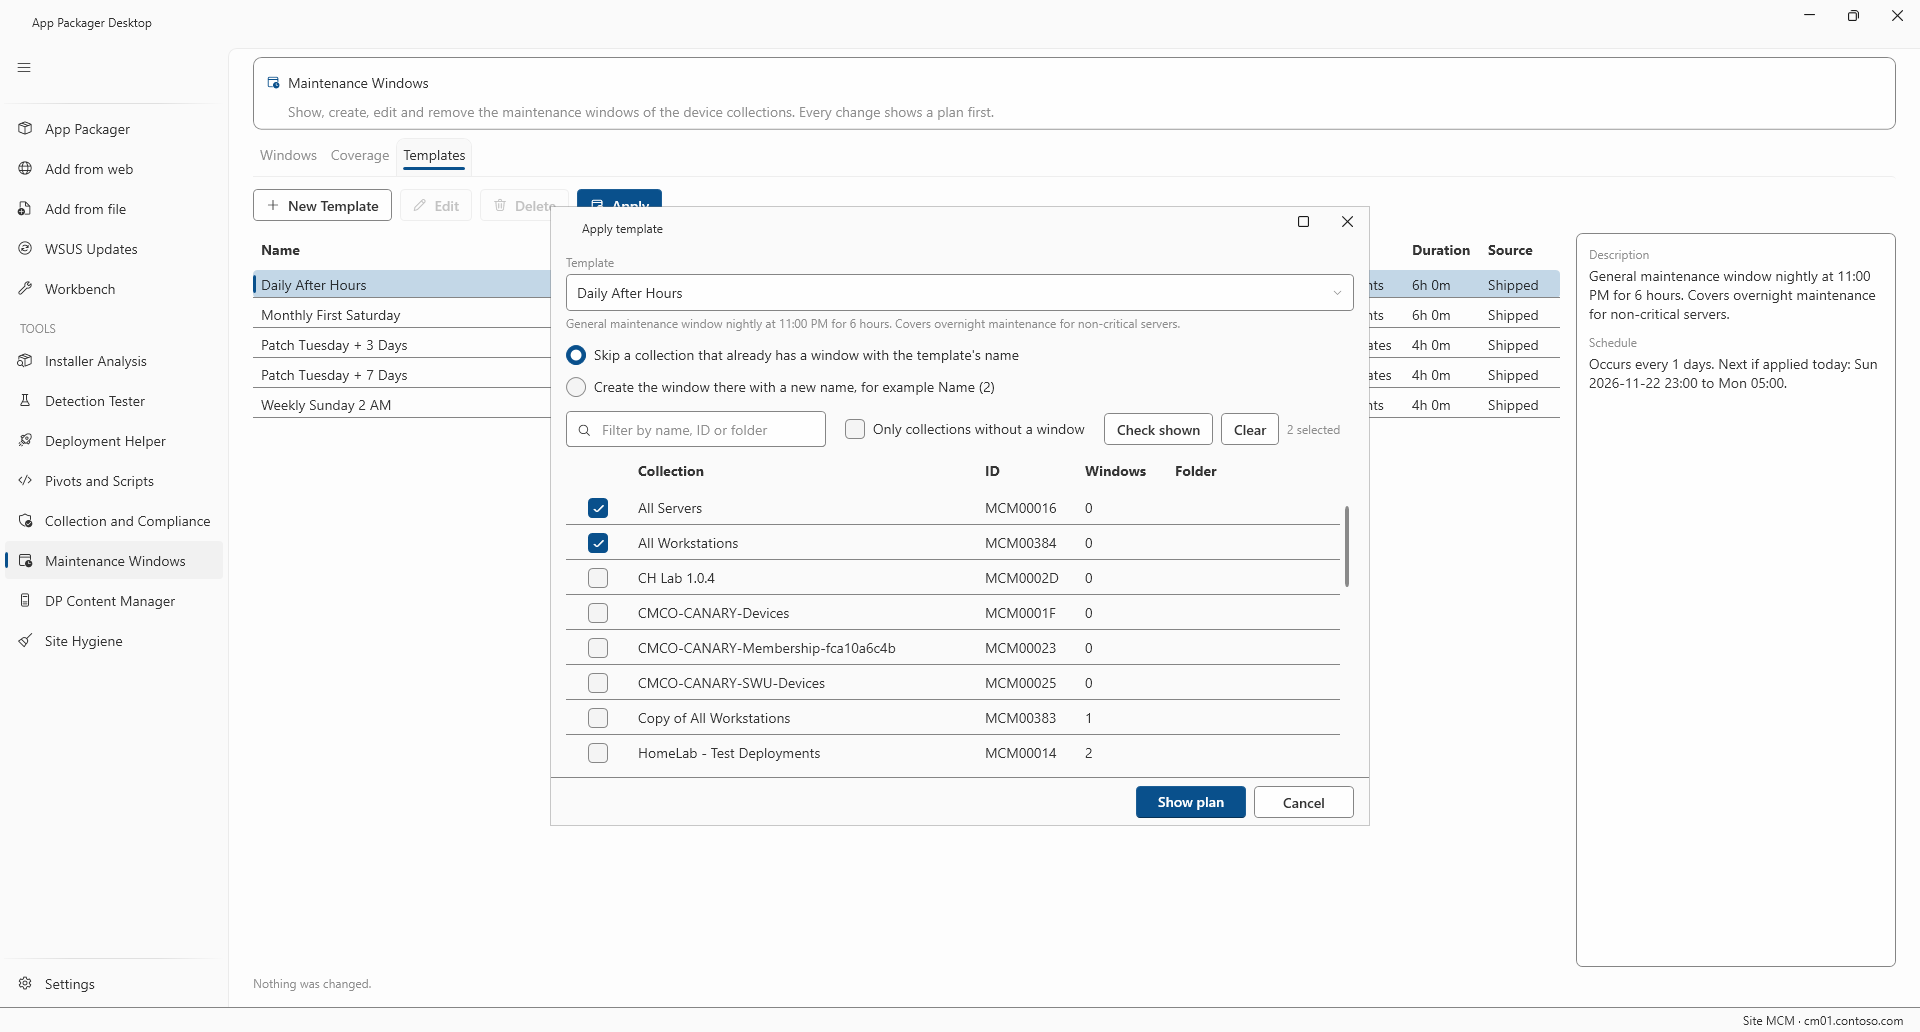 App Packager Desktop
App Packager
Add from web
Add from file
WSUS Updates
Workbench
TOOLS
Installer Analysis
Detection Tester
Deployment Helper
Pivots and Scripts
Collection and Compliance
Maintenance Windows
DP Content Manager
Site Hygiene
Settings
Maintenance Windows
Show, create, edit and remove the maintenance windows of the device collections. Every change shows a plan first.
Windows Coverage Templates
New Template Edit Delete Apply
Name Duration Source
Daily After Hours 6h 0m Shipped
Monthly First Saturday 6h 0m Shipped
Patch Tuesday + 3 Days 4h 0m Shipped
Patch Tuesday + 7 Days 4h 0m Shipped
Weekly Sunday 2 AM 4h 0m Shipped
Description
General maintenance window nightly at 11:00
PM for 6 hours. Covers overnight maintenance
for non-critical servers.
Schedule
Occurs every 1 days. Next if applied today: Sun
2026-11-22 23:00 to Mon 05:00.
Apply template
Template
Daily After Hours
General maintenance window nightly at 11:00 PM for 6 hours. Covers overnight maintenance for non-critical servers.
Skip a collection that already has a window with the template's name
Create the window there with a new name, for example Name (2)
Filter by name, ID or folder Only collections without a window Check shown Clear 2 selected
Collection ID Windows Folder
All Servers MCM00016 0
All Workstations MCM00384 0
CH Lab 1.0.4 MCM0002D 0
CMCO-CANARY-Devices MCM0001F 0
CMCO-CANARY-Membership-fca10a6c4b MCM00023 0
CMCO-CANARY-SWU-Devices MCM00025 0
Copy of All Workstations MCM00383 1
HomeLab - Test Deployments MCM00014 2
Show plan Cancel
Nothing was changed.
Site MCM · cm01.contoso.com